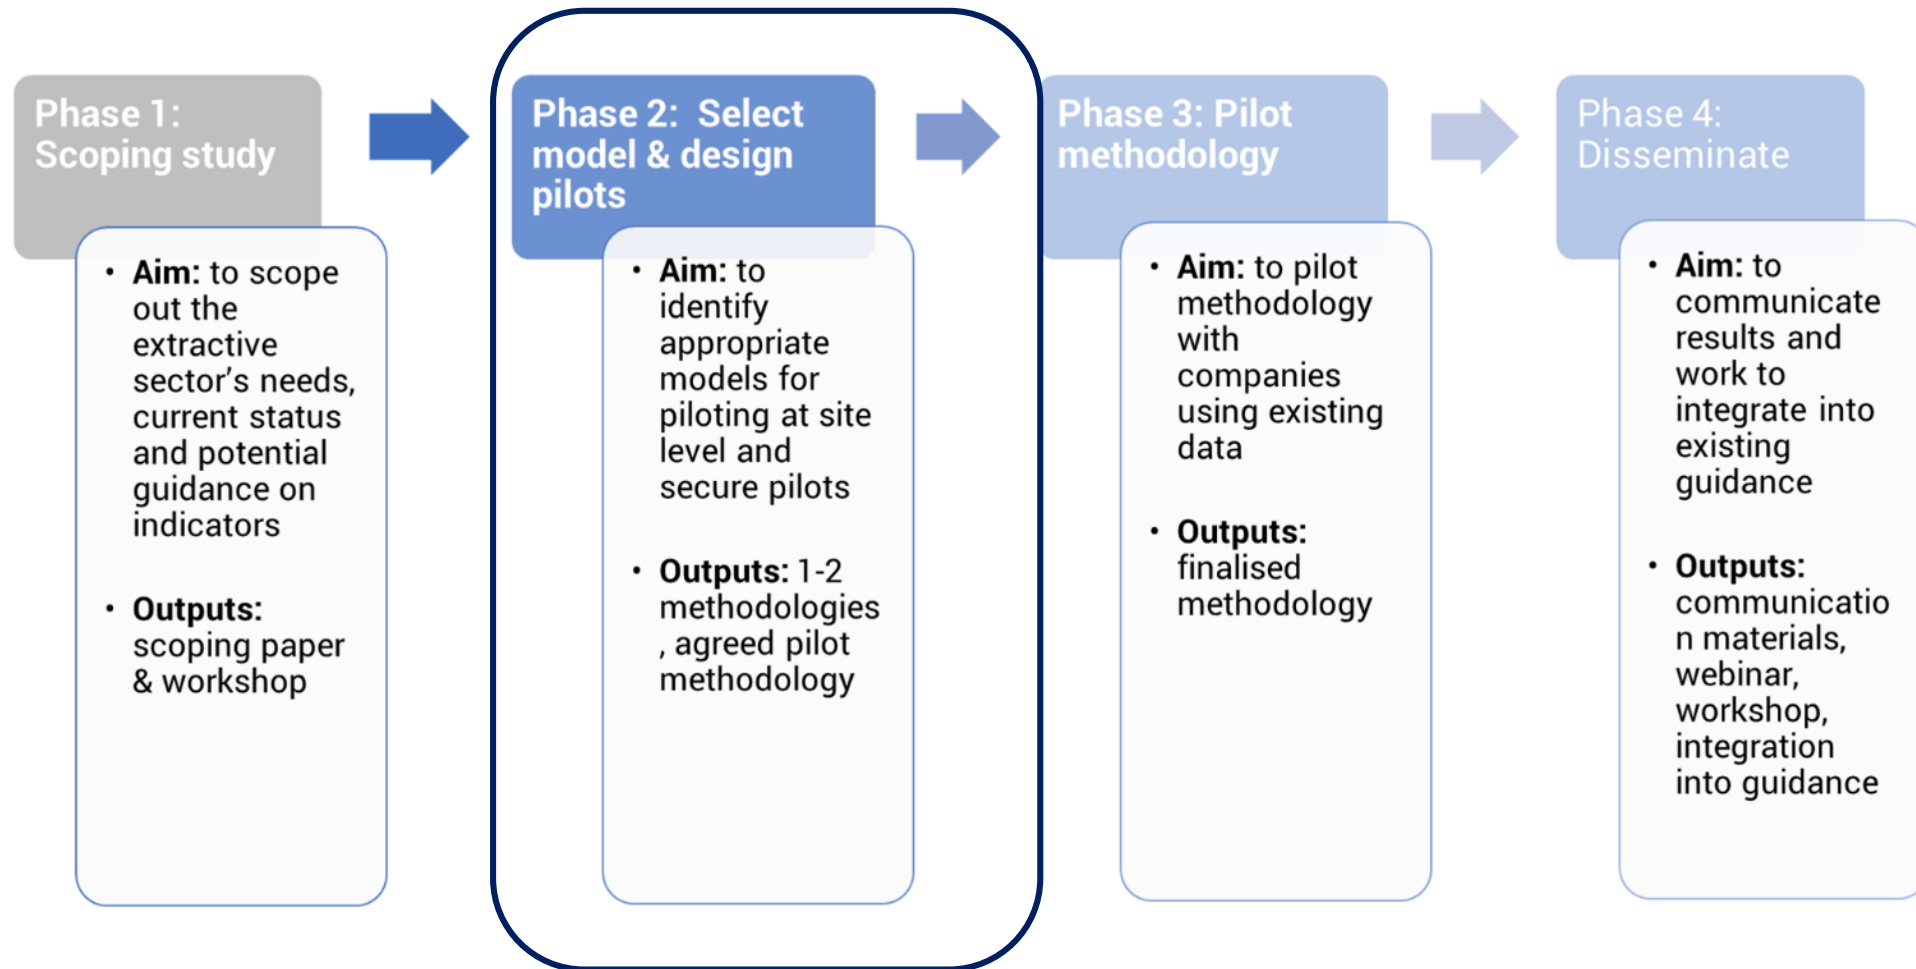 Phase 1:
Scoping study
• Aim: to scope
out the
extractive
sector’s needs,
current status
and potential
guidance on
indicators
• Outputs:
scoping paper
& workshop
Phase 2:  Select
model & design
pilots
• Aim: to
identify
appropriate
models for
piloting at site
level and
secure pilots
• Outputs: 1-2
methodologies
, agreed pilot
methodology
Phase 3: Pilot
methodology
• Aim: to pilot
methodology
with
companies
using existing
data
• Outputs:
finalised
methodology
Phase 4:
Disseminate
• Aim: to
communicate
results and
work to
integrate into
existing
guidance
• Outputs:
communicatio
n materials,
webinar,
workshop,
integration
into guidance